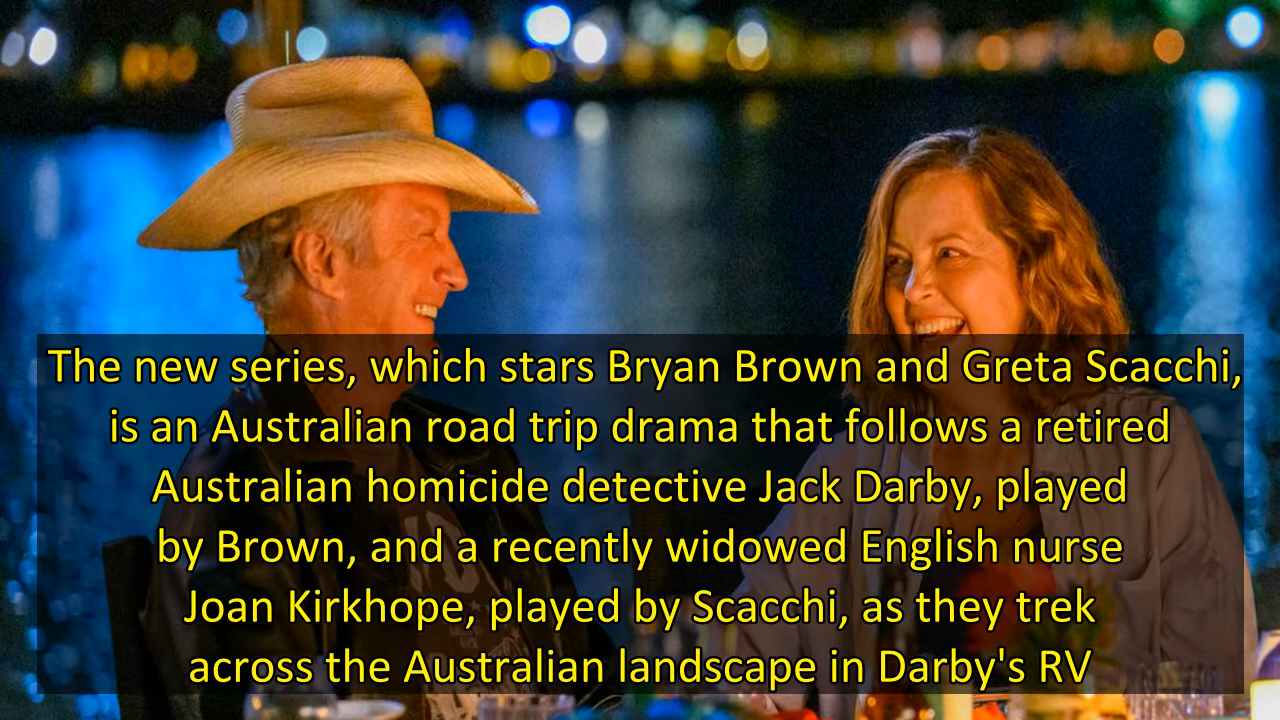 The new series, which stars Bryan Brown and Greta Scacchi,
is an Australian road trip drama that follows a retired
Australian homicide detective Jack Darby, played
by Brown, and a recently widowed English nurse
Joan Kirkhope, played by Scacchi, as they trek
across the Australian landscape in Darby's RV